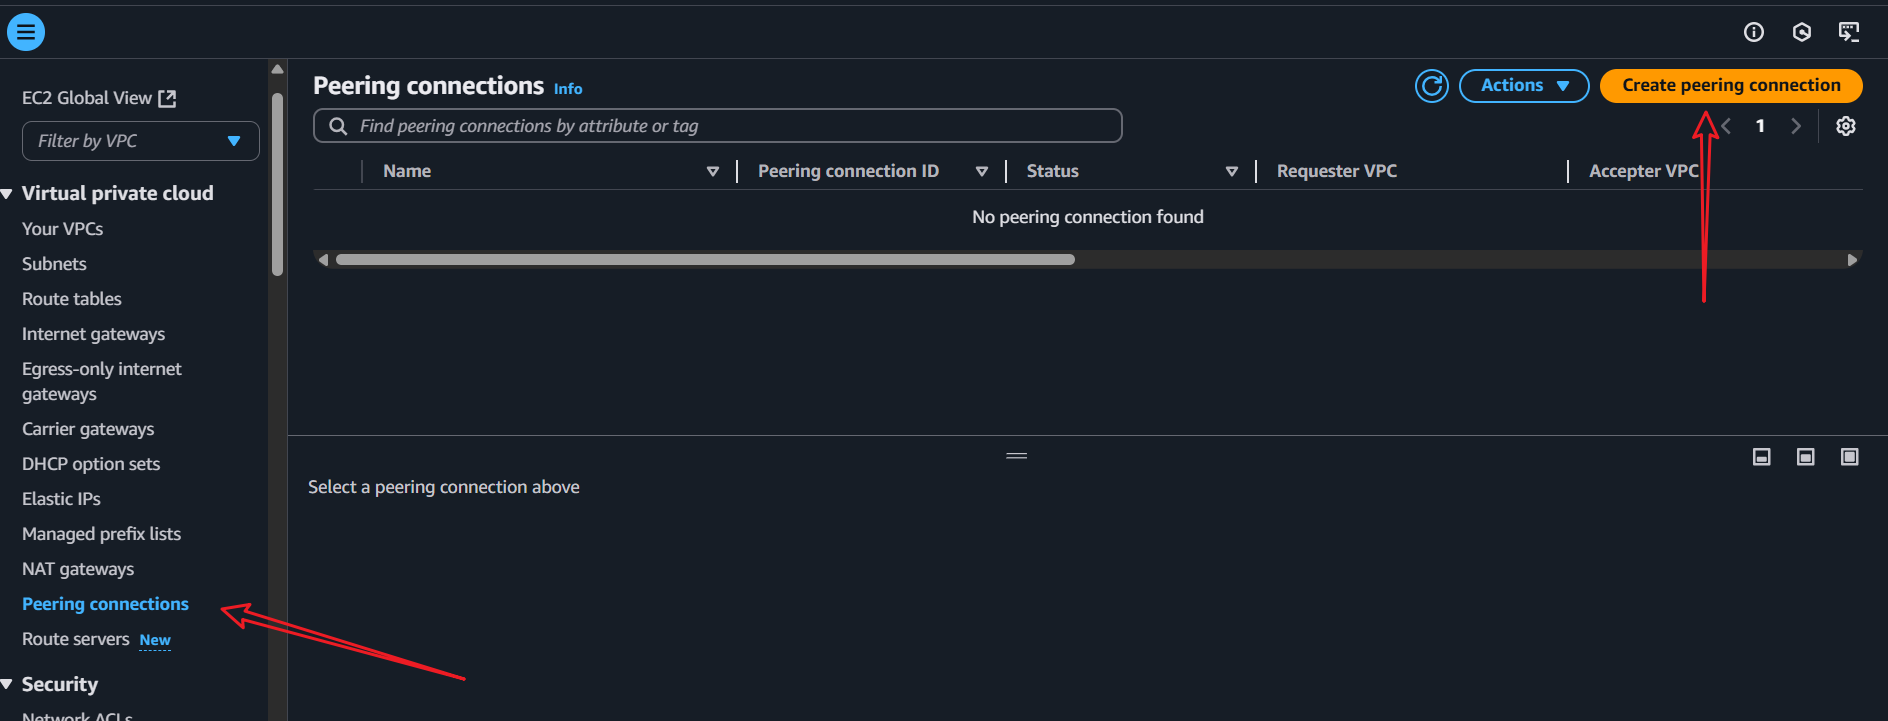 EC2 Global View
Filter by VPC
Virtual private cloud
Your VPCs
Subnets
Route tables
Internet gateways
Egress-only internet
gateways
Carrier gateways
DHCP option sets
Elastic IPs
Managed prefix lists
NAT gateways
Peering connections
Route servers New
Security
Network ACLs
Peering connections Info
Actions
Create peering connection
Find peering connections by attribute or tag
1
Name Peering connection ID Status Requester VPC Accepter VPC
No peering connection found
Select a peering connection above